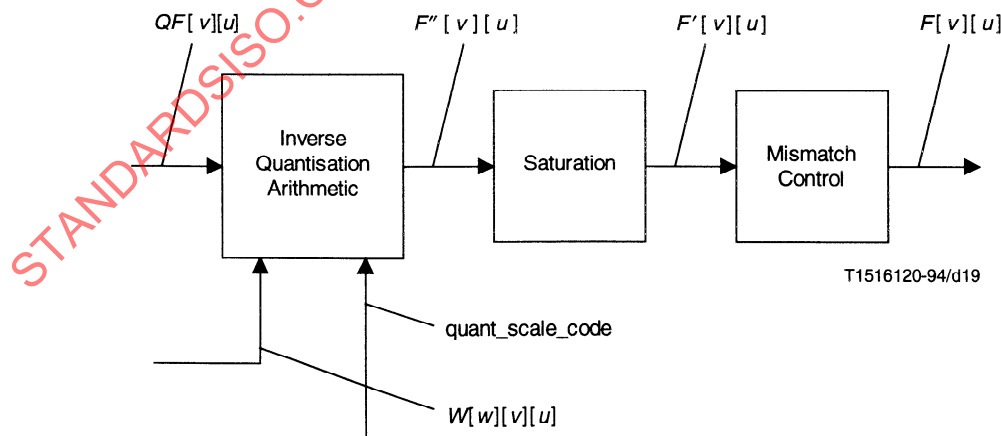 QF[v][u]
F″[v][u]
F′[v][u]
F[v][u]
Inverse
Quantisation
Arithmetic
Saturation
Mismatch
Control
T1516120-94/d19
quant_scale_code
W[w][v][u]
STANDARDSISO.C